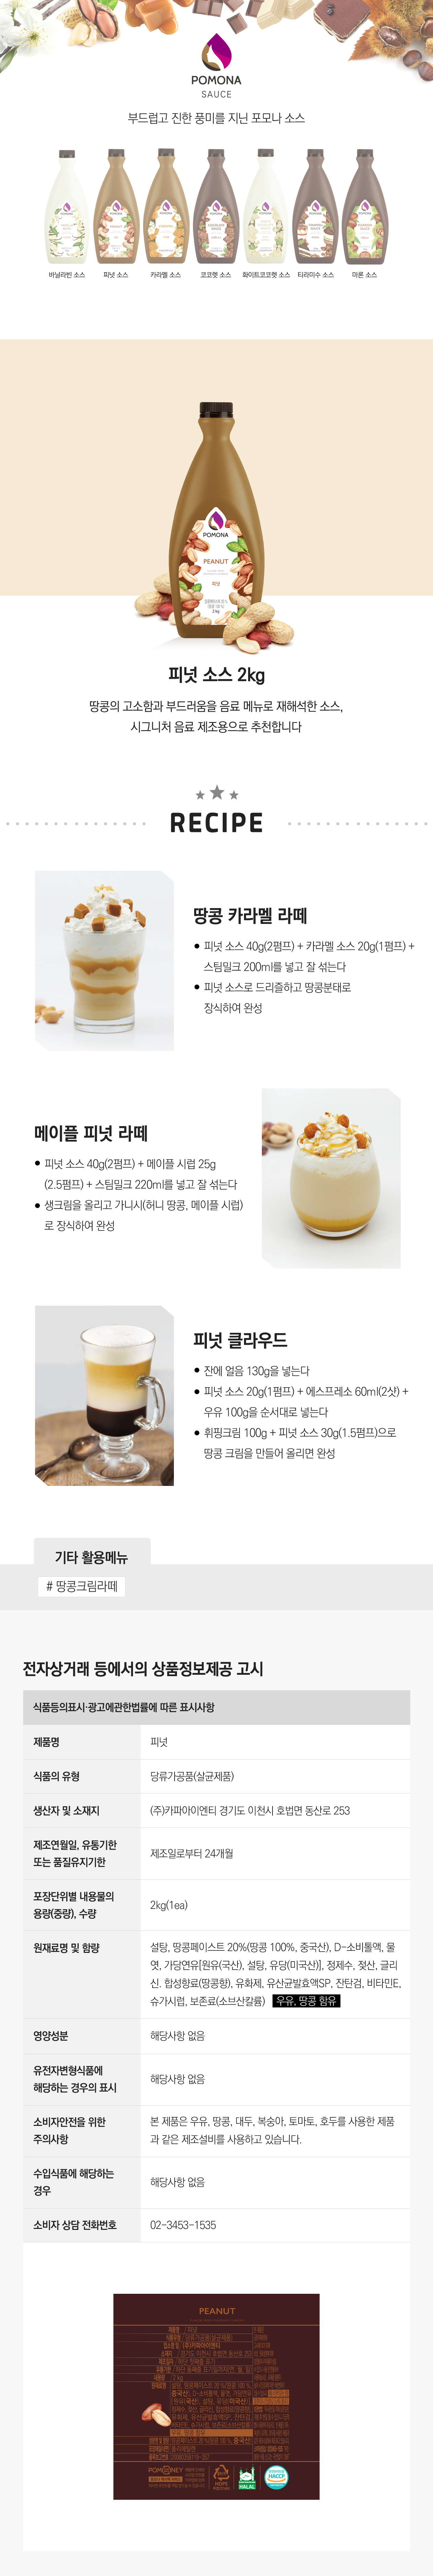 POMONA
SAUCE
부드럽고 진한 풍미를 지닌 포모나 소스
바닐라빈 소스
피넛 소스
카라멜 소스
코코렛 소스
화이트코코렛 소스
티라미수 소스
마론 소스
POMONA
PEANUT
피넛
2 kg
피넛 소스 2kg
땅콩의 고소함과 부드러움을 음료 메뉴로 재해석한 소스,
시그니처 음료 제조용으로 추천합니다
RECIPE
땅콩 카라멜 라떼
피넛 소스 40g(2펌프) + 카라멜 소스 20g(1펌프) +
스팀밀크 200ml를 넣고 잘 섞는다
피넛 소스로 드리즐하고 땅콩분태로
장식하여 완성
메이플 피넛 라떼
피넛 소스 40g(2펌프) + 메이플 시럽 25g
(2.5펌프) + 스팀밀크 220ml를 넣고 잘 섞는다
생크림을 올리고 가니시(허니 땅콩, 메이플 시럽)
로 장식하여 완성
피넛 클라우드
잔에 얼음 130g을 넣는다
피넛 소스 20g(1펌프) + 에스프레소 60ml(2샷) +
우유 100g을 순서대로 넣는다
휘핑크림 100g + 피넛 소스 30g(1.5펌프)으로
땅콩 크림을 만들어 올리면 완성
기타 활용메뉴
# 땅콩크림라떼
전자상거래 등에서의 상품정보제공 고시
식품등의표시·광고에관한법률에 따른 표시사항
제품명 피넛
식품의 유형 당류가공품(살균제품)
생산자 및 소재지 (주)카파아이엔티 경기도 이천시 호법면 동산로 253
제조연월일, 유통기한
또는 품질유지기한
제조일로부터 24개월
포장단위별 내용물의
용량(중량), 수량
2kg(1ea)
원재료명 및 함량 설탕, 땅콩페이스트 20%(땅콩 100%, 중국산), D-소비톨액, 물
엿, 가당연유[원유(국산), 설탕, 유당(미국산)], 정제수, 젖산, 글리
신. 합성향료(땅콩향), 유화제, 유산균발효액SP, 잔탄검, 비타민E,
슈가시럽, 보존료(소브산칼륨) 우유, 땅콩 함유
영양성분 해당사항 없음
유전자변형식품에
해당하는 경우의 표시
해당사항 없음
소비자안전을 위한
주의사항
본 제품은 우유, 땅콩, 대두, 복숭아, 토마토, 호두를 사용한 제품
과 같은 제조설비를 사용하고 있습니다.
수입식품에 해당하는
경우
해당사항 없음
소비자 상담 전화번호 02-3453-1535
PEANUT
HDPE
HALAL
HACCP